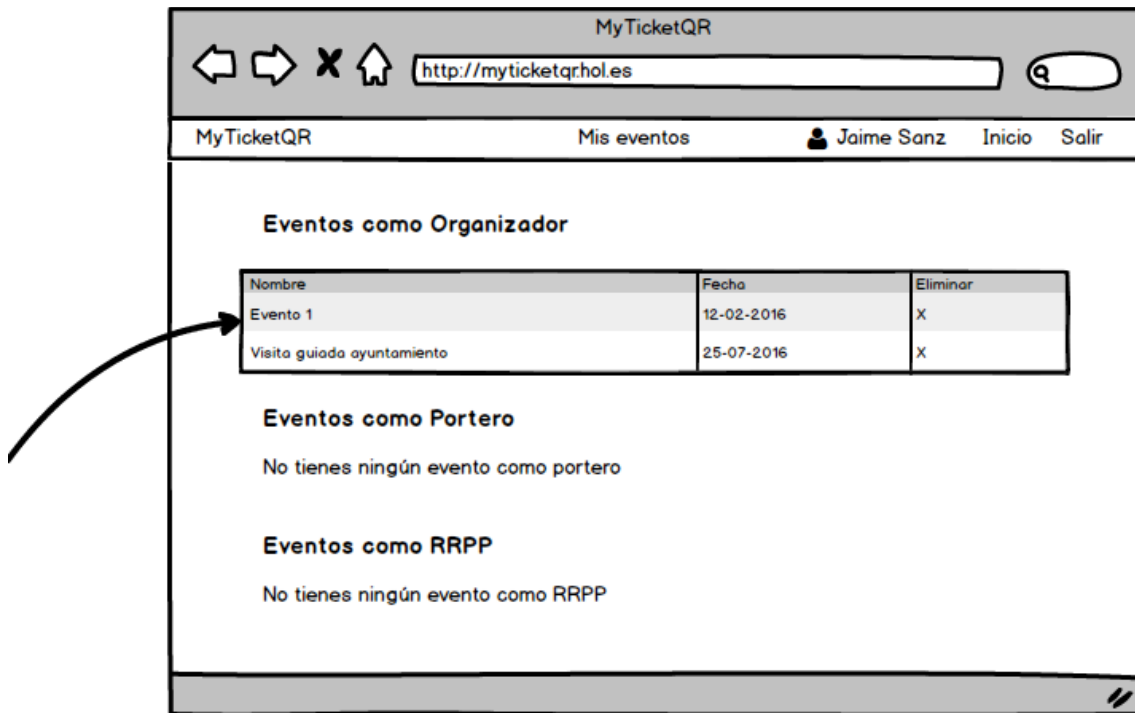 MyTicketQR
http://myticketqr.hol.es
MyTicketQR Mis eventos Jaime Sanz Inicio Salir
Eventos como Organizador
Nombre Fecha Eliminar
Evento 1 12-02-2016 X
Visita guiada ayuntamiento 25-07-2016 X
Eventos como Portero
No tienes ningún evento como portero
Eventos como RRPP
No tienes ningún evento como RRPP